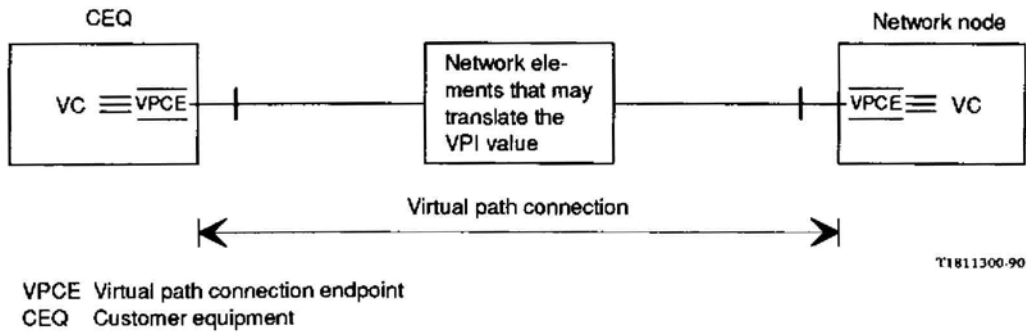 CEQ
Network node
VC VPCE
Network ele-
ments that may
translate the
VPI value
VPCE VC
Virtual path connection
T1811300-90
VPCE Virtual path connection endpoint
CEQ Customer equipment